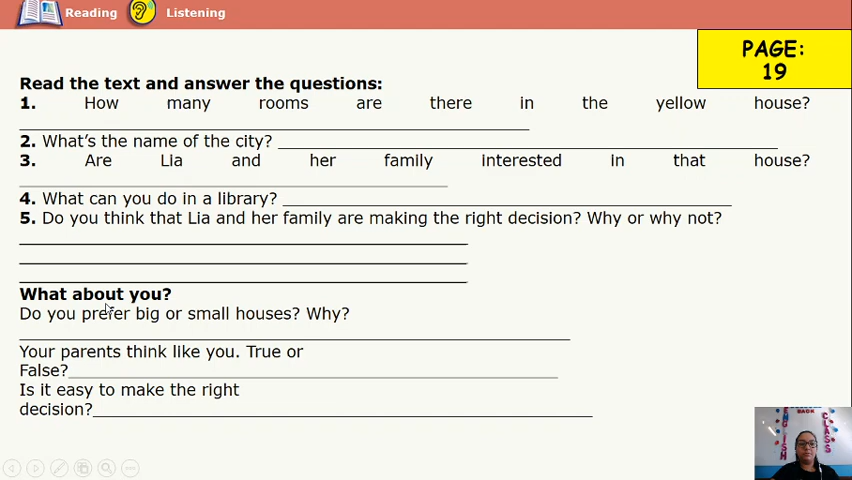 Reading Listening
PAGE:
19
Read the text and answer the questions:
1. How many rooms are there in the yellow house?
2. What's the name of the city?
3. Are Lia and her family interested in that house?
4. What can you do in a library?
5. Do you think that Lia and her family are making the right decision? Why or why not?
What about you?
Do you prefer big or small houses? Why?
Your parents think like you. True or
False?
Is it easy to make the right
decision?
BACK
ENGLISH
CLASS